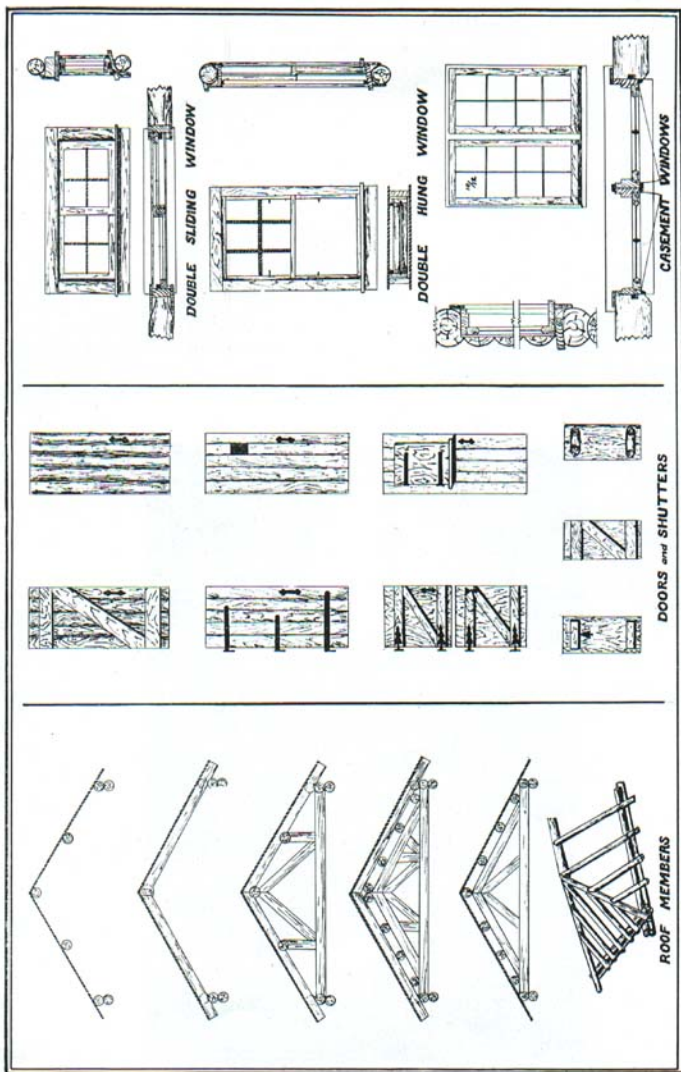 ROOF MEMBERS
DOORS and SHUTTERS
DOUBLE SLIDING WINDOW
DOUBLE HUNG WINDOW
CASEMENT WINDOWS